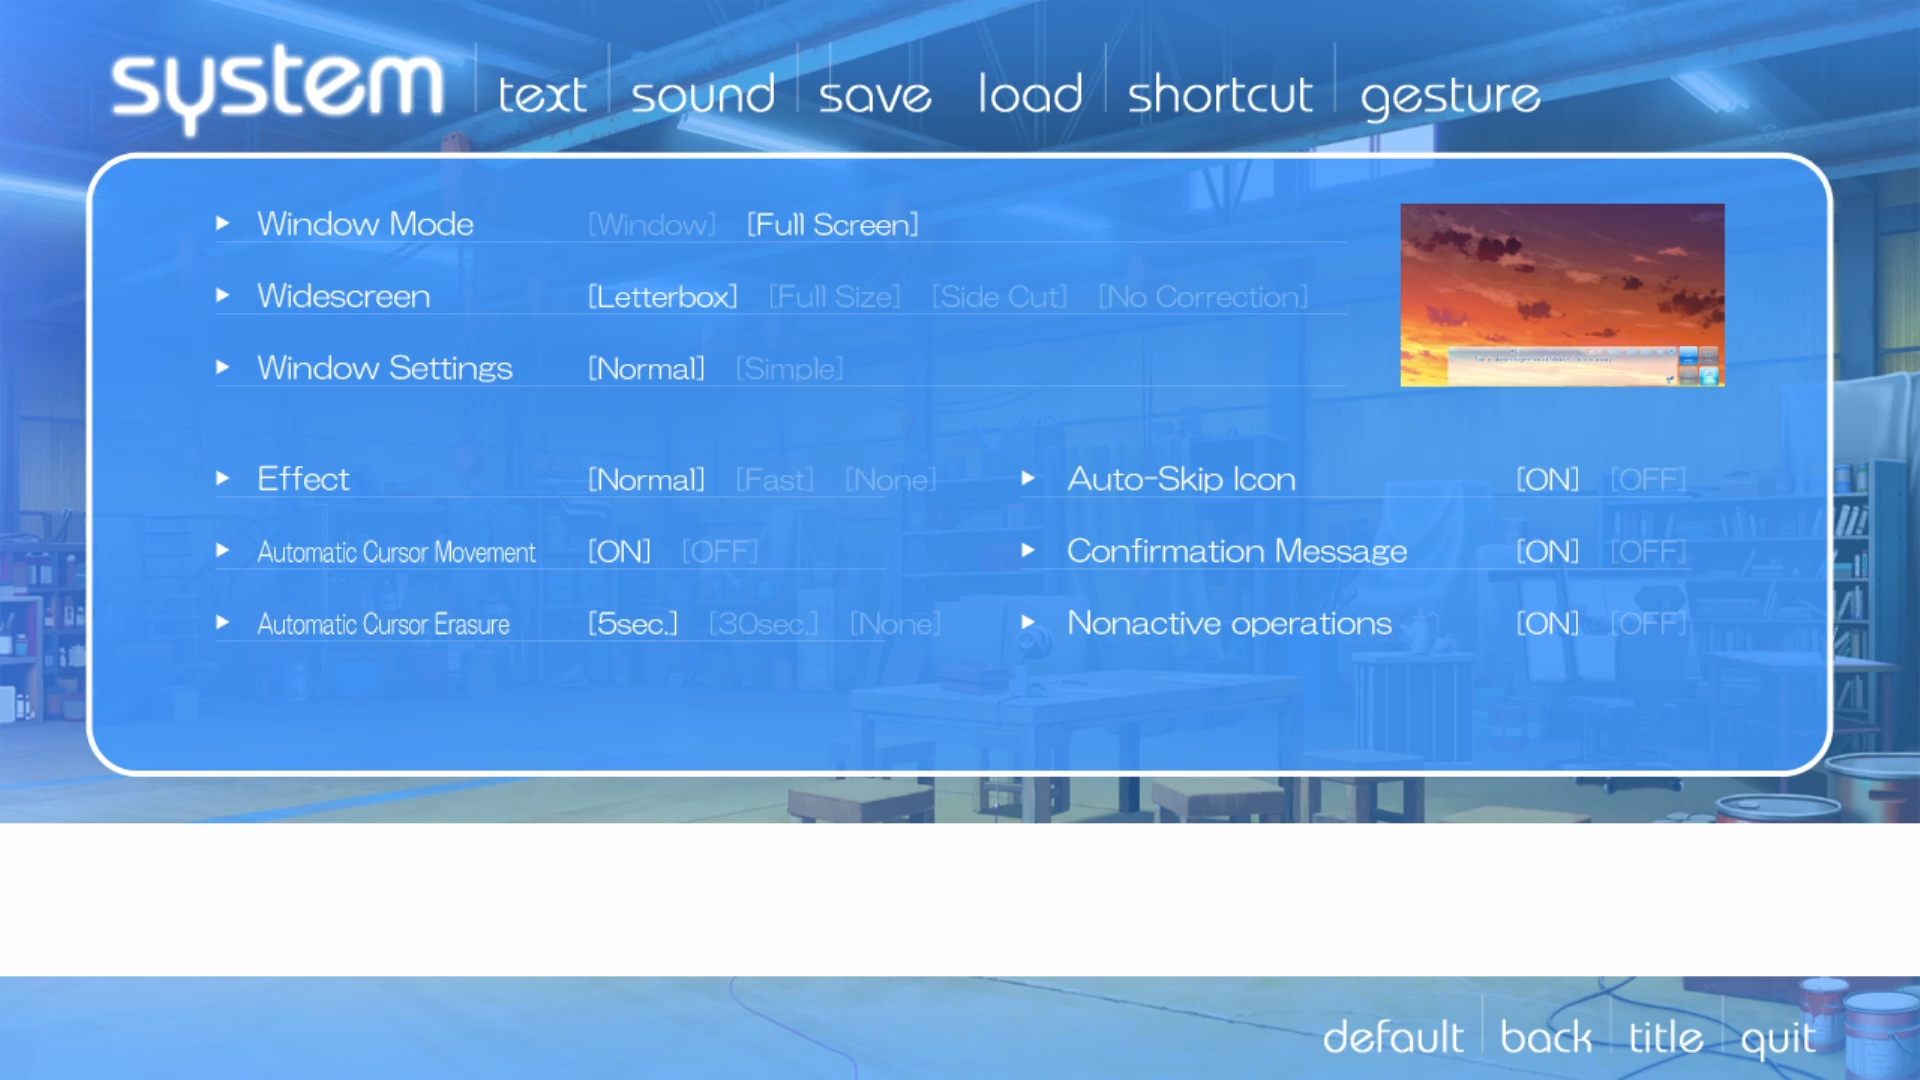 system text sound save load shortcut gesture
Window Mode [Window] [Full Screen]
Widescreen [Letterbox] [Full Size] [Side Cut] [No Correction]
Window Settings [Normal] [Simple]
Effect [Normal] [Fast] [None]
Automatic Cursor Movement [ON] [OFF]
Automatic Cursor Erasure [5sec.] [30sec.] [None]
Auto-Skip Icon [ON] [OFF]
Confirmation Message [ON] [OFF]
Nonactive operations [ON] [OFF]
default back title quit